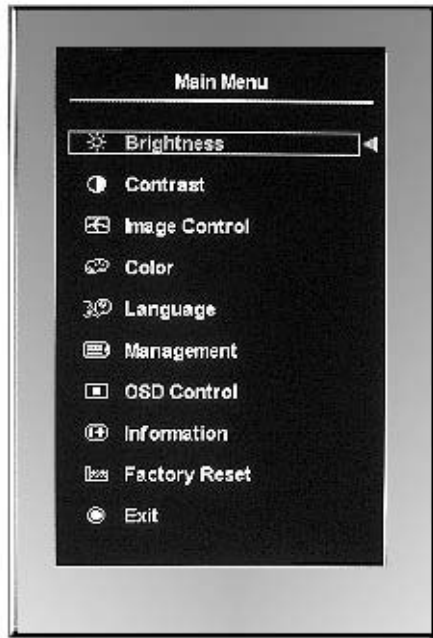 Main Menu
Brightness
Contrast
Image Control
Color
Language
Management
OSD Control
Information
Factory Reset
Exit